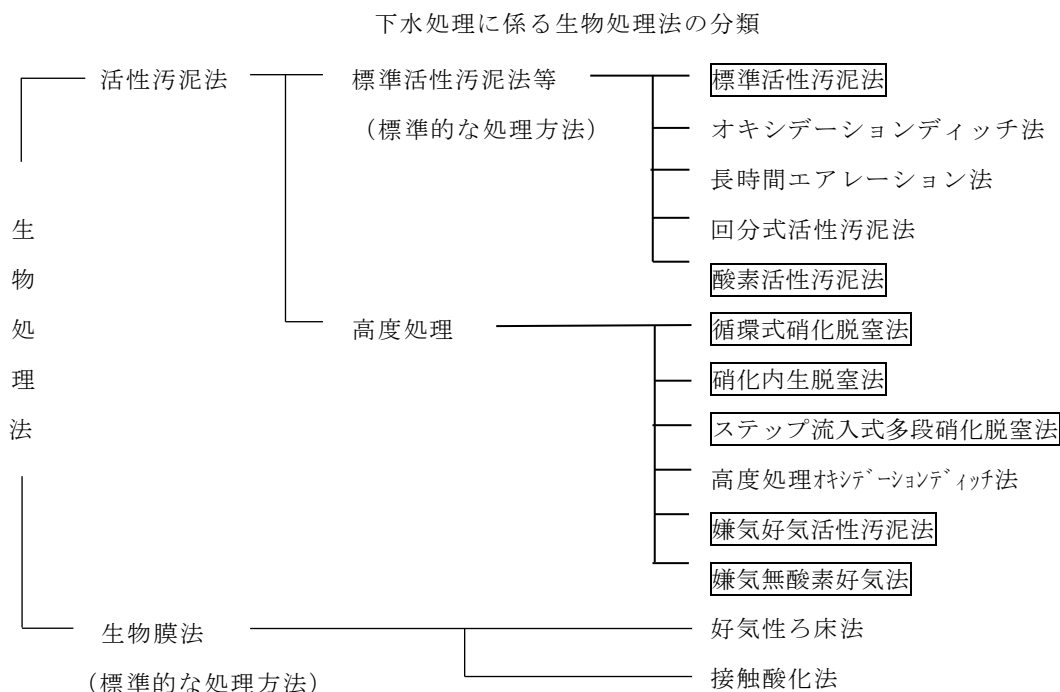 下水処理に係る生物処理法の分類
活性汚泥法 標準活性汚泥法等 標準活性汚泥法
（標準的な処理方法） オキシデーションディッチ法
長時間エアレーション法
生物処理法
回分式活性汚泥法
酸素活性汚泥法
高度処理 循環式硝化脱窒法
硝化内生脱窒法
ステップ流入式多段硝化脱窒法
高度処理ｵｷｼﾃﾞｰｼｮﾝﾃﾞｨｯﾁ法
嫌気好気活性汚泥法
嫌気無酸素好気法
生物膜法 好気性ろ床法
（標準的な処理方法） 接触酸化法